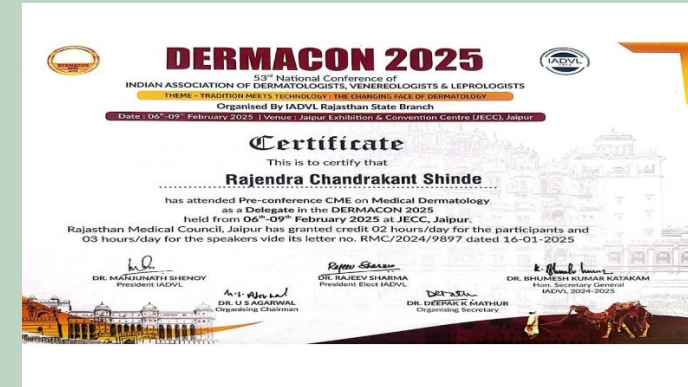 DERMACON 2025
IADVL
53rd National Conference of
INDIAN ASSOCIATION OF DERMATOLOGISTS, VENEREOLOGISTS & LEPROLOGISTS
THEME - TRADITION MEETS TECHNOLOGY : THE CHANGING FACE OF DERMATOLOGY
Organised By IADVL Rajasthan State Branch
Date : 06th-09th February 2025 | Venue : Jaipur Exhibition & Convention Centre (JECC), Jaipur
Certificate
This is to certify that
Rajendra Chandrakant Shinde
has attended Pre-conference CME on Medical Dermatology
as a Delegate in the DERMACON 2025
held from 06th-09th February 2025 at JECC, Jaipur.
Rajasthan Medical Council, Jaipur has granted credit 02 hours/day for the participants and
03 hours/day for the speakers vide its letter no. RMC/2024/9897 dated 16-01-2025
DR. MANJUNATH SHENOY
President IADVL
DR. RAJEEV SHARMA
President Elect IADVL
DR. BHUMESH KUMAR KATAKAM
Hon. Secretary General
IADVL 2024-2025
DR. U S AGARWAL
Organising Chairman
DR. DEEPAK K MATHUR
Organising Secretary